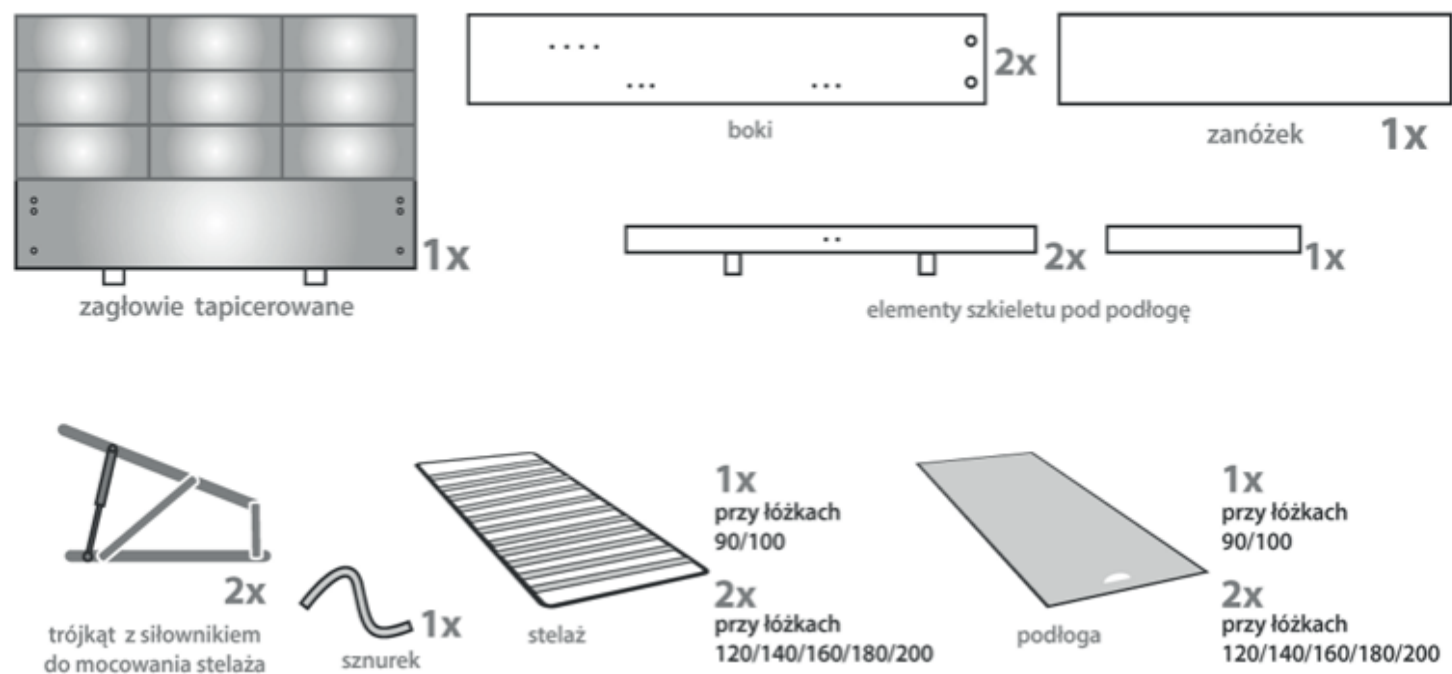 2x
boki
zanóżek 1x
1x
zagłowie tapicerowane
2x
1x
elementy szkieletu pod podłogę
2x
trójkąt z siłownikiem
do mocowania stelaża
1x
sznurek
stelaż
1x
przy łóżkach
90/100
2x
przy łóżkach
120/140/160/180/200
podłoga
1x
przy łóżkach
90/100
2x
przy łóżkach
120/140/160/180/200